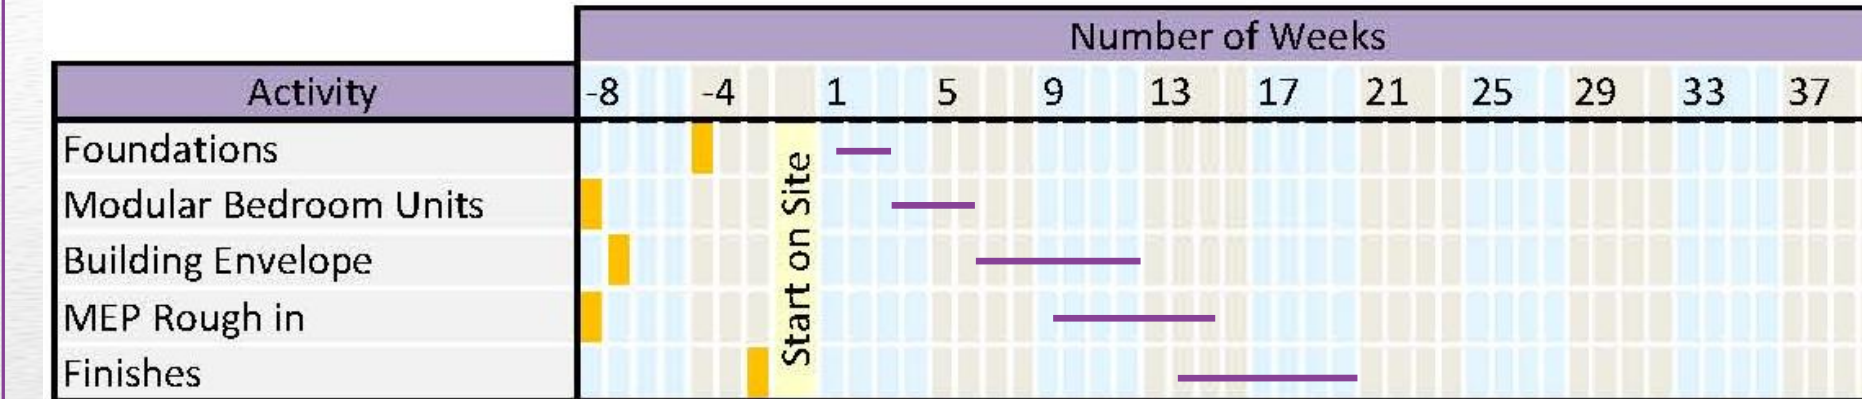 Number of Weeks
Activity -8 -4 1 5 9 13 17 21 25 29 33 37
Foundations
Modular Bedroom Units
Building Envelope
MEP Rough in
Finishes
Start on Site